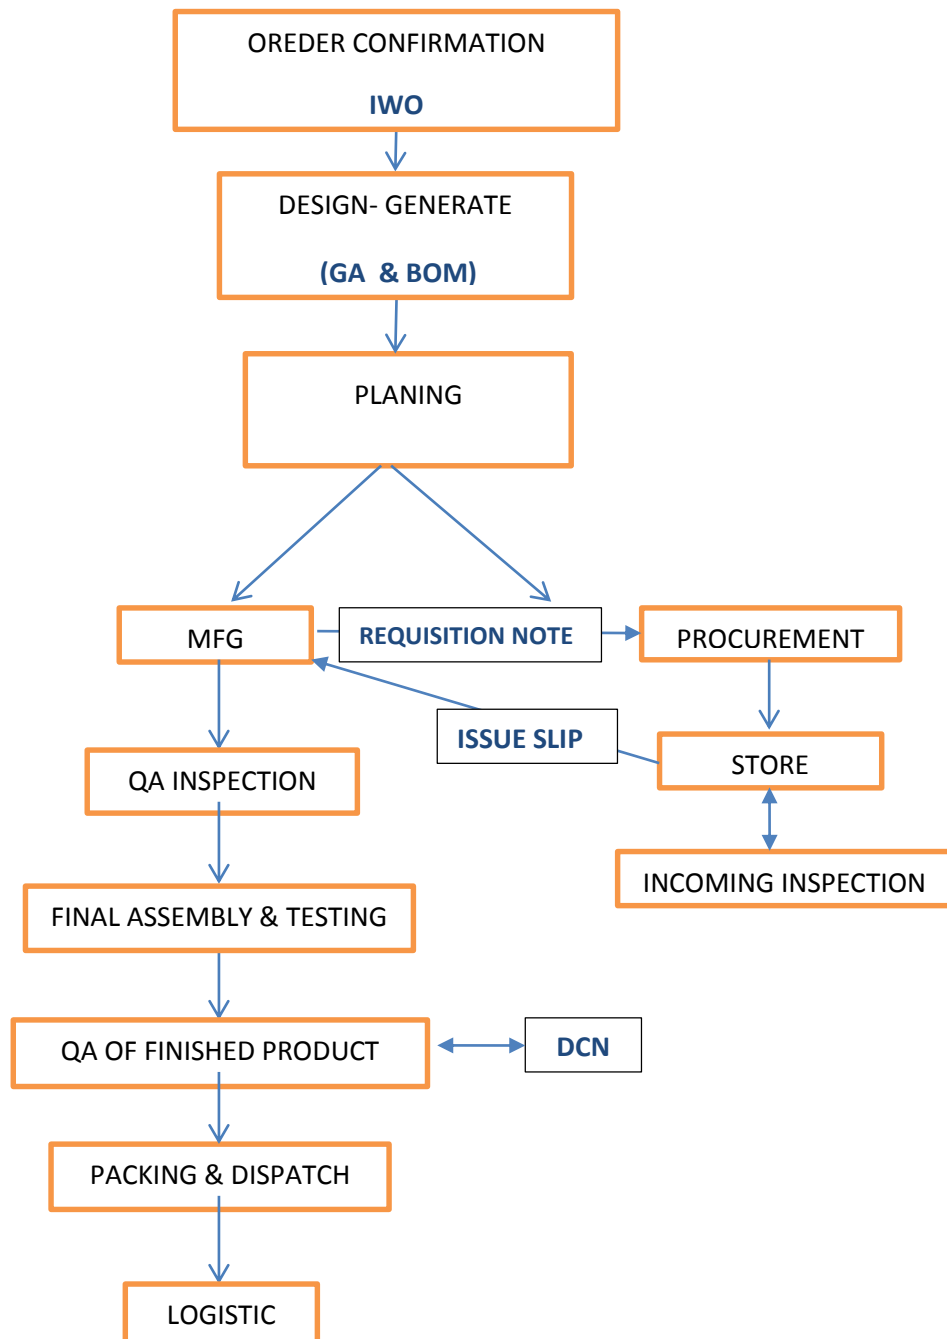 OREDER CONFIRMATION
IWO
DESIGN- GENERATE
(GA & BOM)
PLANING
MFG
REQUISITION NOTE
PROCUREMENT
ISSUE SLIP
STORE
QA INSPECTION
INCOMING INSPECTION
FINAL ASSEMBLY & TESTING
QA OF FINISHED PRODUCT
DCN
PACKING & DISPATCH
LOGISTIC